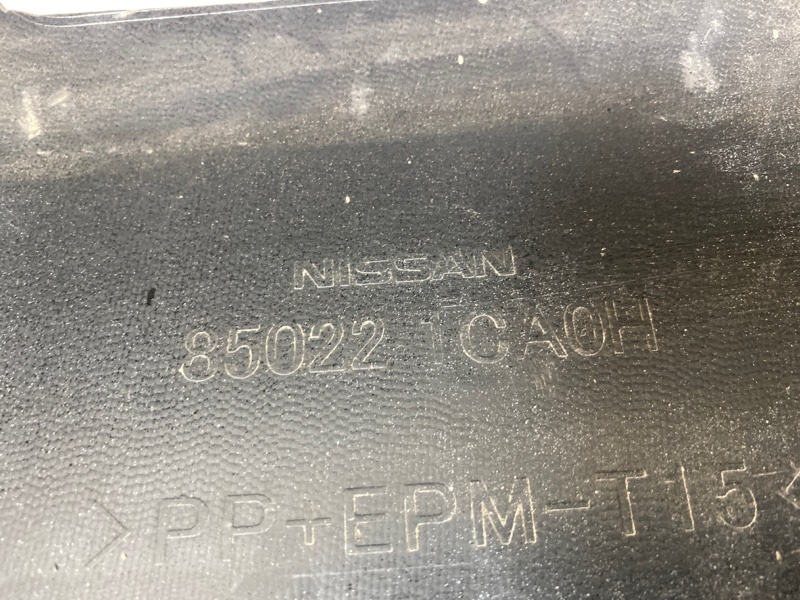 NISSAN
85022 1CA0H
>PP+EPM-T15<